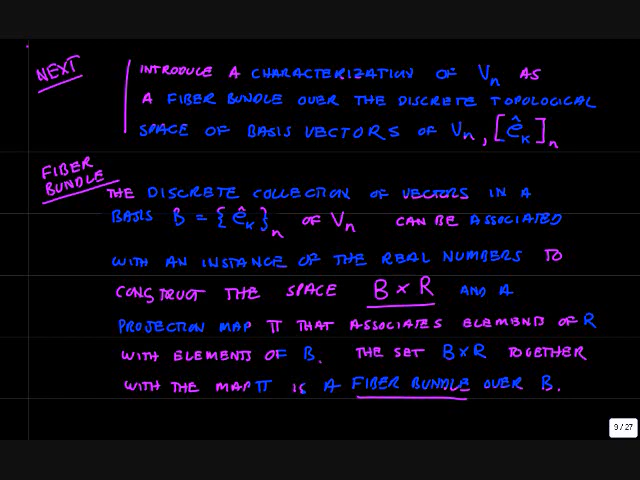 NEXT
INTRODUCE A CHARACTERIZATION OF Vn AS
A FIBER BUNDLE OVER THE DISCRETE TOPOLOGICAL
SPACE OF BASIS VECTORS OF Vn, [êK]n
FIBER
BUNDLE
THE DISCRETE COLLECTION OF VECTORS IN A
BASIS B = {êK}n OF Vn CAN BE ASSOCIATED
WITH AN INSTANCE OF THE REAL NUMBERS TO
CONSTRUCT THE SPACE B × R AND A
PROJECTION MAP π THAT ASSOCIATES ELEMENTS OF R
WITH ELEMENTS OF B. THE SET B×R TOGETHER
WITH THE MAP π IS A FIBER BUNDLE OVER B.
9 / 27